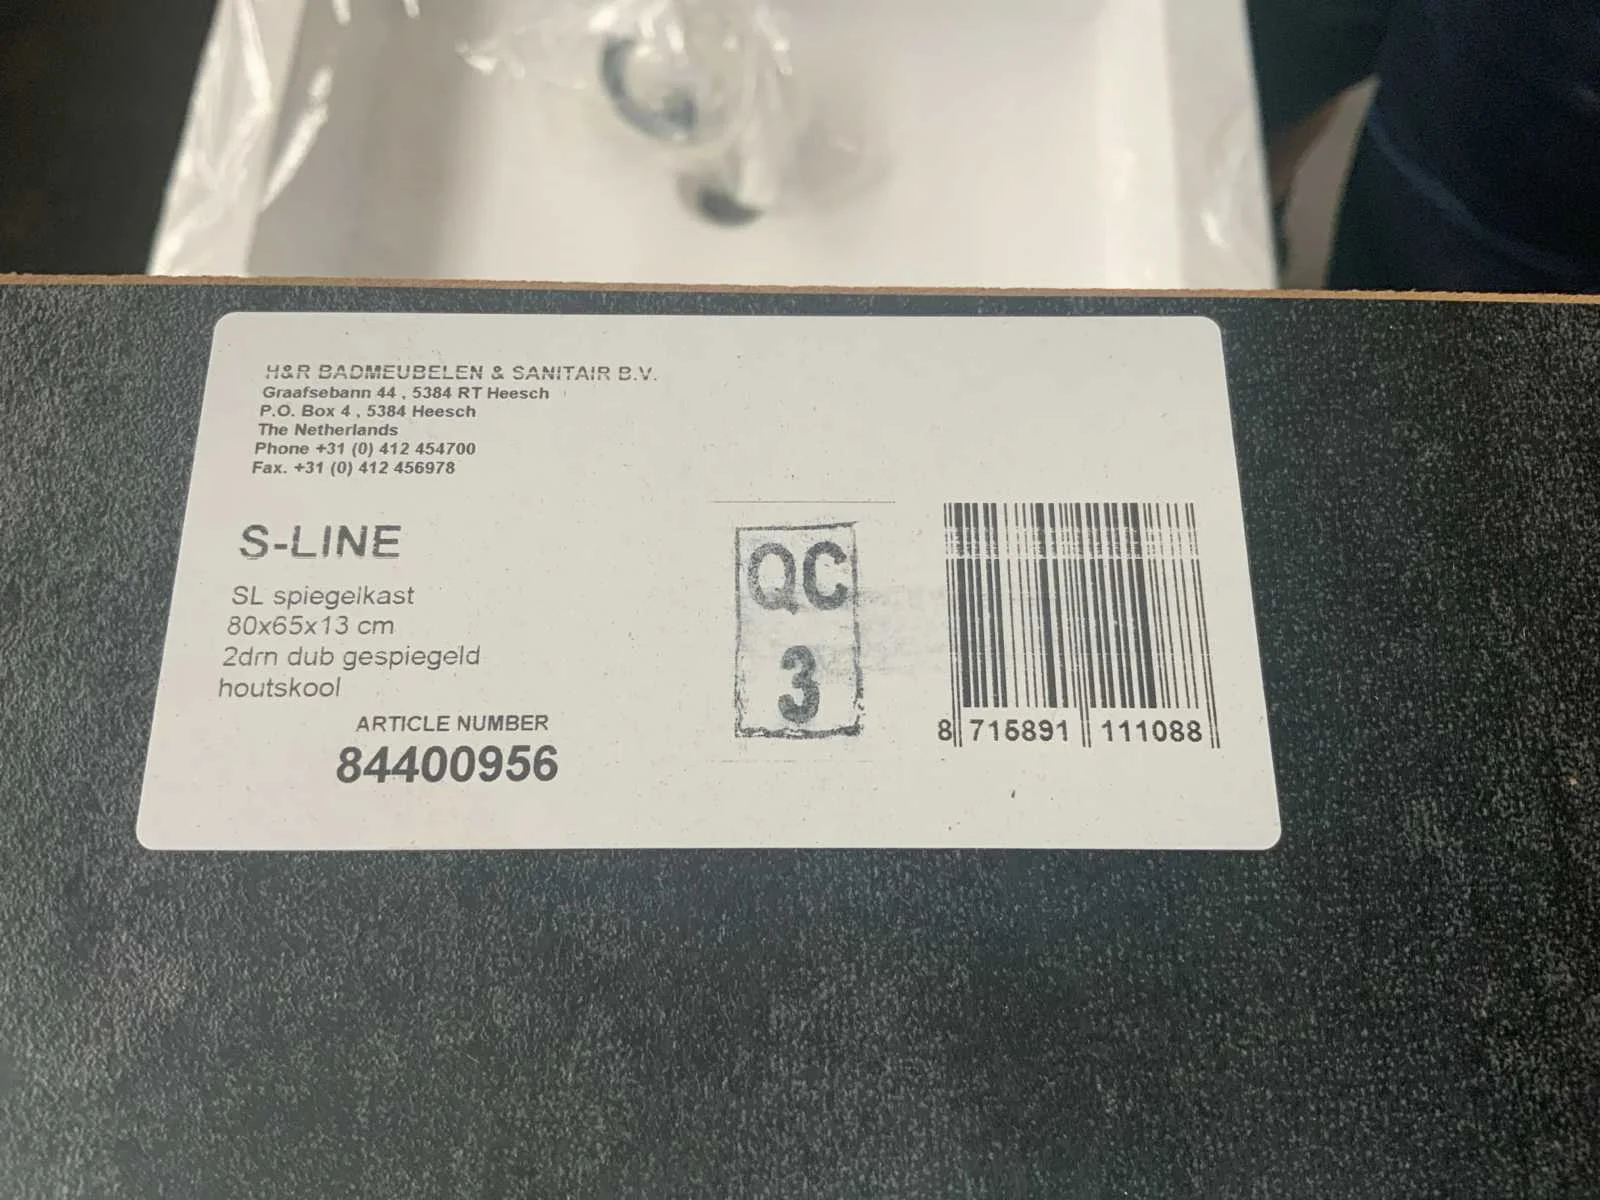 H&R BADMEUBELEN & SANITAIR B.V.
Graafsebann 44 , 5384 RT Heesch
P.O. Box 4 , 5384 Heesch
The Netherlands
Phone +31 (0) 412 454700
Fax. +31 (0) 412 456978
S-LINE
SL spiegelkast
80x65x13 cm
2drn dub gespiegeld
houtskool
ARTICLE NUMBER
84400956
QC
3
8 715891 111088